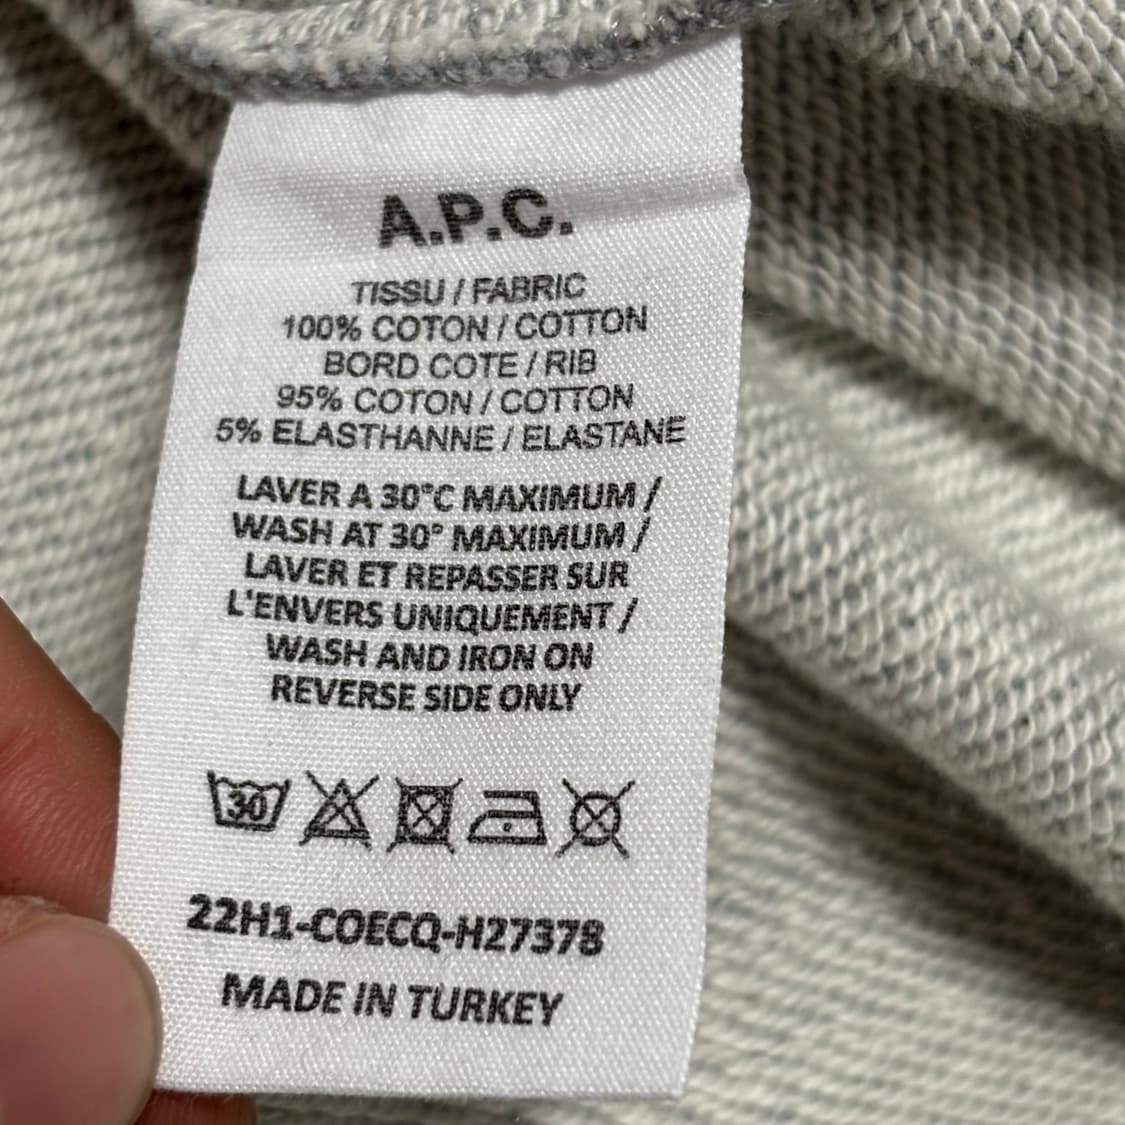 A.P.C.
TISSU / FABRIC
100% COTON / COTTON
BORD COTE / RIB
95% COTON / COTTON
5% ELASTHANNE / ELASTANE
LAVER A 30°C MAXIMUM /
WASH AT 30° MAXIMUM /
LAVER ET REPASSER SUR
L'ENVERS UNIQUEMENT /
WASH AND IRON ON
REVERSE SIDE ONLY
30
22H1-COECQ-H27378
MADE IN TURKEY